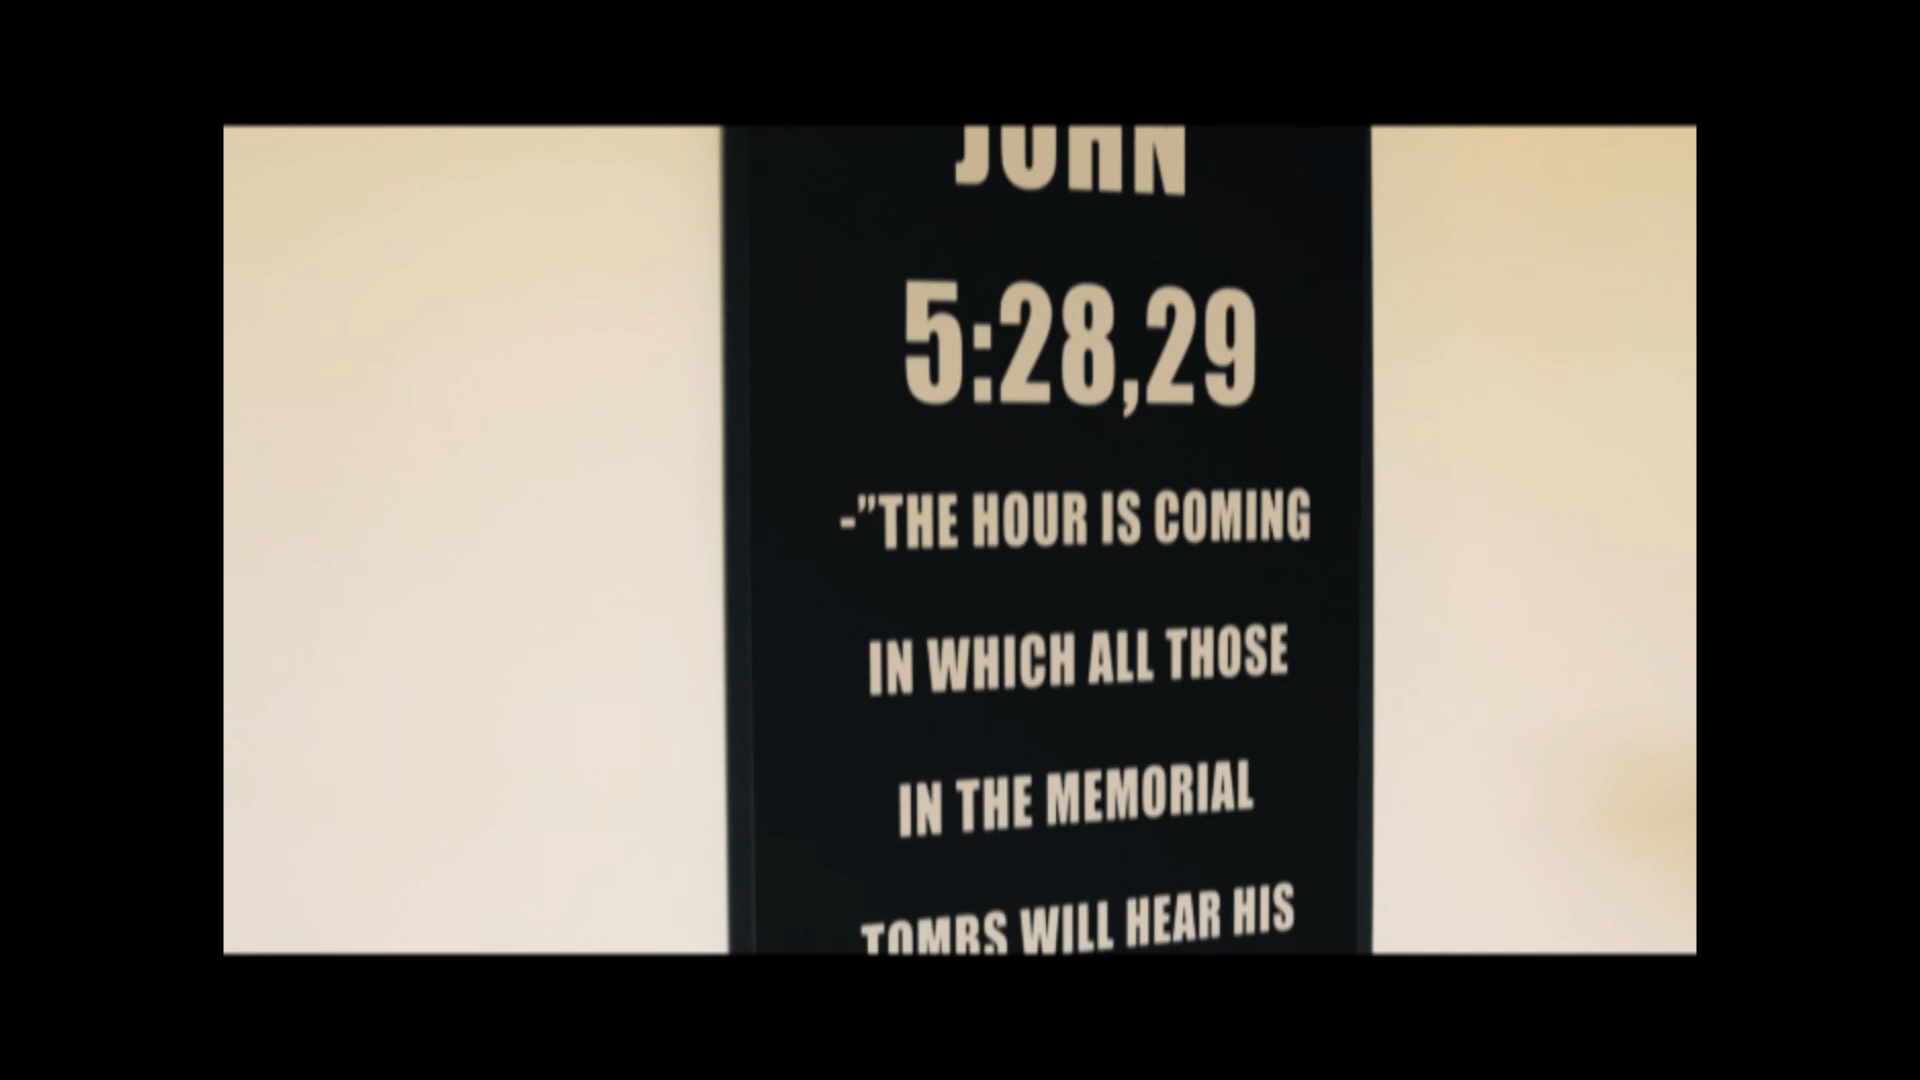 JOHN
5:28,29
-”THE HOUR IS COMING
IN WHICH ALL THOSE
IN THE MEMORIAL
TOMBS WILL HEAR HIS